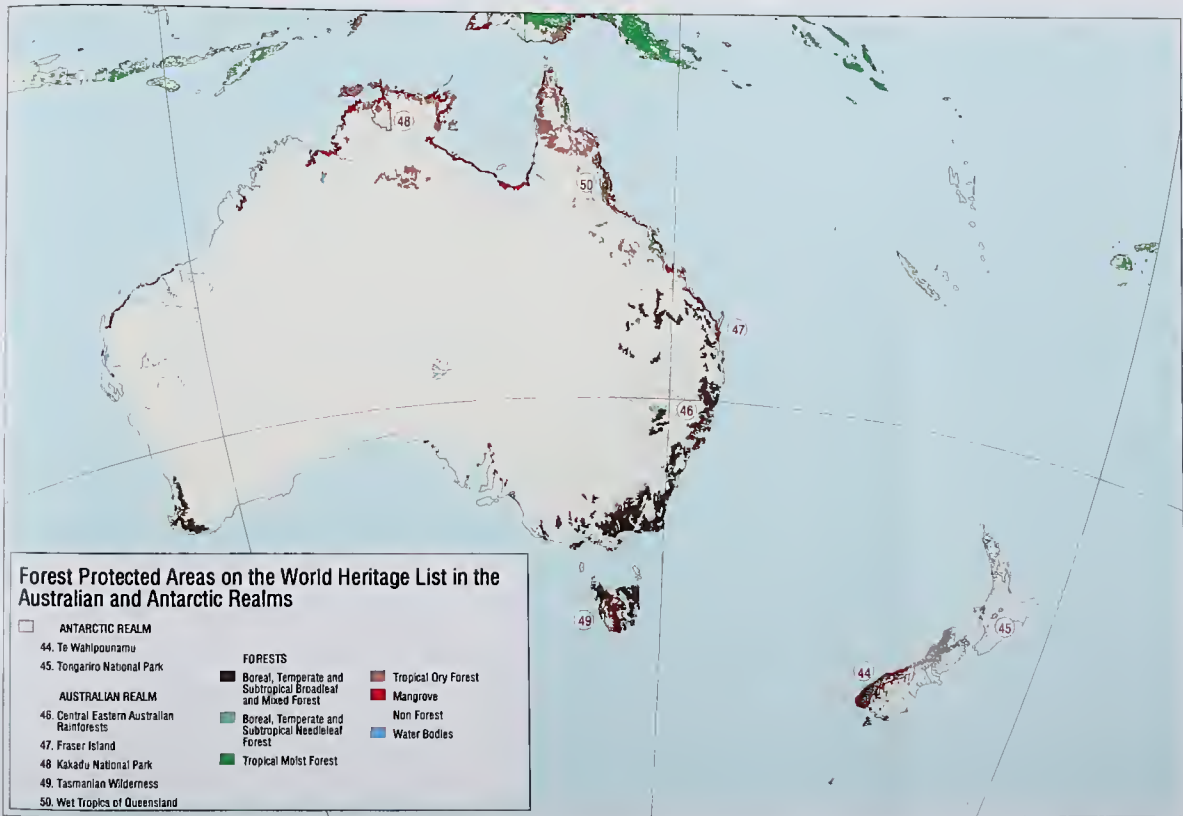 48
50
47
46
49
45
44
Forest Protected Areas on the World Heritage List in the
Australian and Antarctic Realms
ANTARCTIC REALM
44. Te Wahipounamu
45. Tongariro National Park
AUSTRALIAN REALM
46. Central Eastern Australian
Rainforests
47. Fraser Island
48 Kakadu National Park
49. Tasmanian Wilderness
50. Wet Tropics of Queensland
FORESTS
Boreal, Temperate and
Subtropical Broadleaf
and Mixed Forest
Boreal, Temperate and
Subtropical Needleleaf
Forest
Tropical Moist Forest
Tropical Dry Forest
Mangrove
Non Forest
Water Bodies